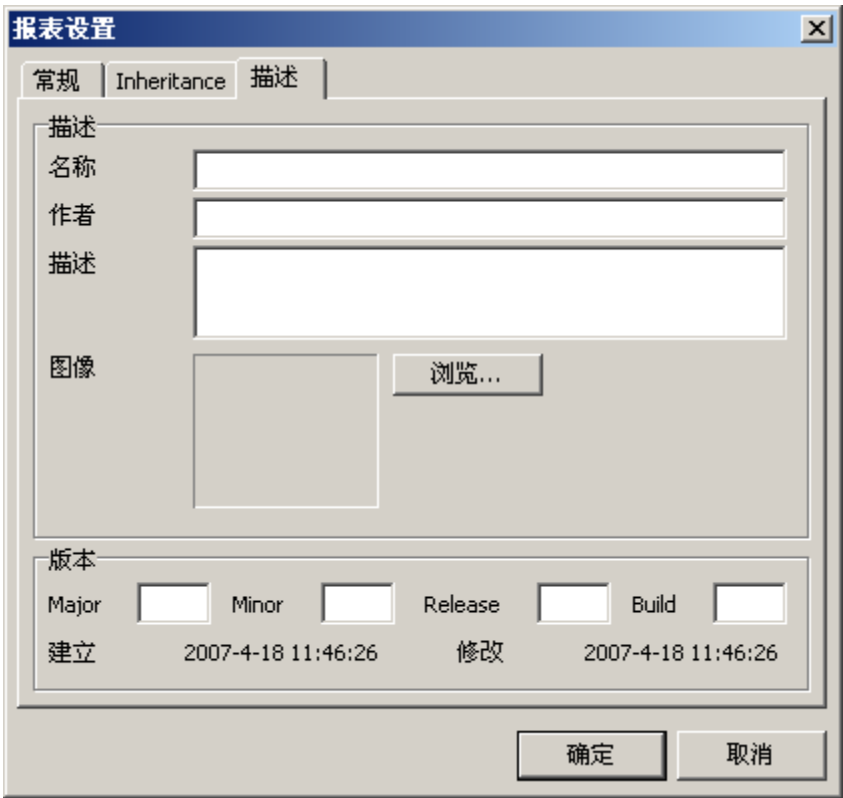 报表设置
常规 Inheritance 描述
描述
名称
作者
描述
图像 浏览...
版本
Major Minor Release Build
建立 2007-4-18 11:46:26 修改 2007-4-18 11:46:26
确定 取消